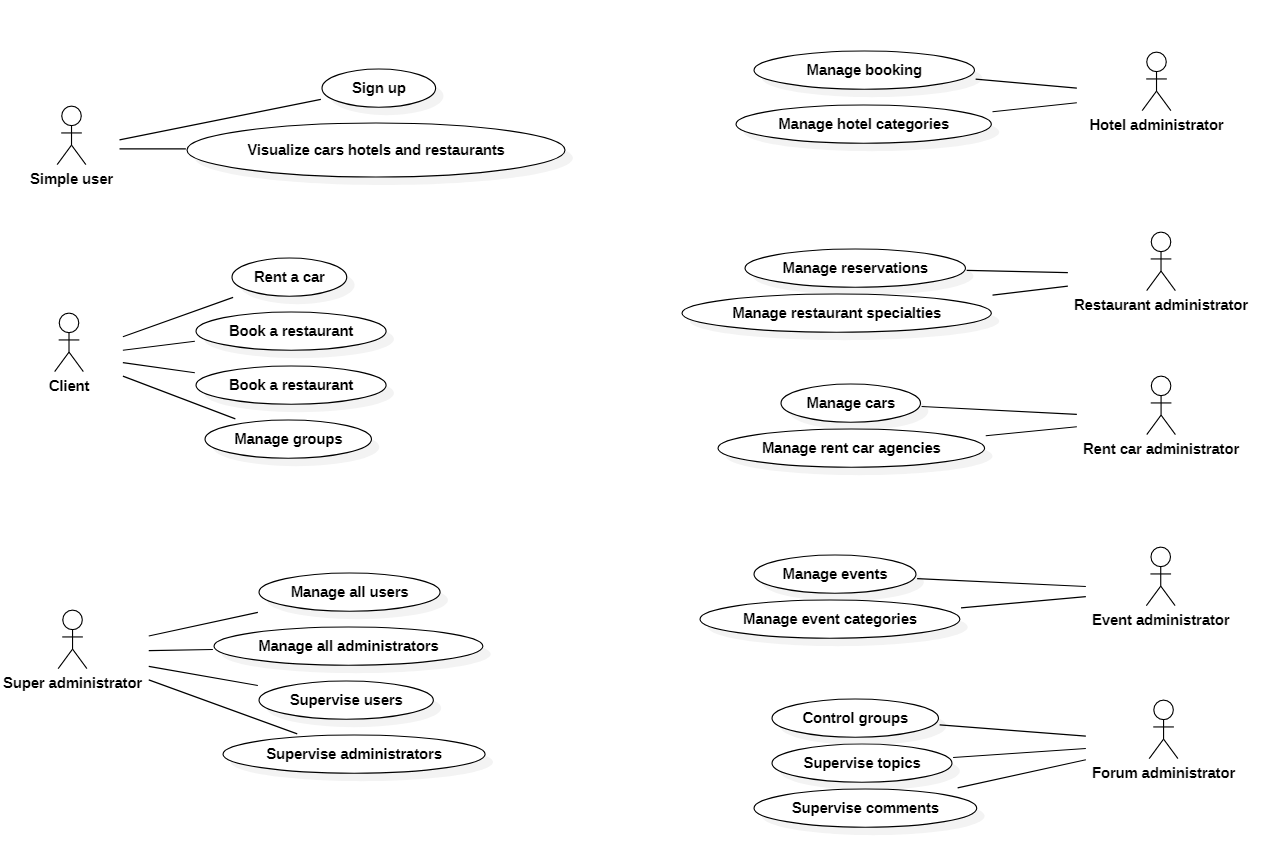 Sign up
Visualize cars hotels and restaurants
Simple user
Rent a car
Book a restaurant
Book a restaurant
Manage groups
Client
Manage all users
Manage all administrators
Supervise users
Supervise administrators
Super administrator
Manage booking
Manage hotel categories
Hotel administrator
Manage reservations
Manage restaurant specialties
Restaurant administrator
Manage cars
Manage rent car agencies
Rent car administrator
Manage events
Manage event categories
Event administrator
Control groups
Supervise topics
Supervise comments
Forum administrator